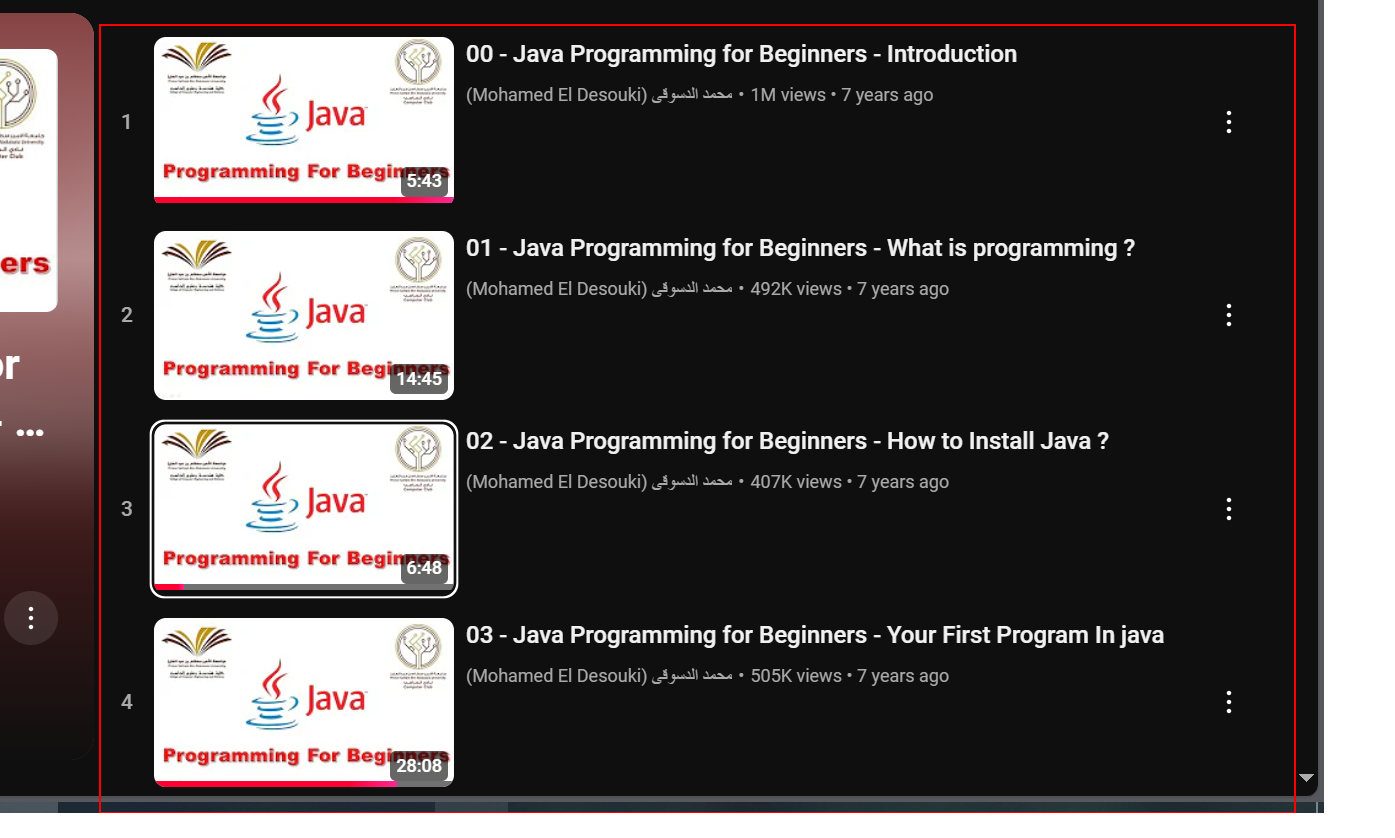 ers
or
...
1
Java
Programming For Beginners
5:43
00 - Java Programming for Beginners - Introduction
(Mohamed El Desouki) محمد الدسوقى • 1M views • 7 years ago
2
Java
Programming For Beginners
14:45
01 - Java Programming for Beginners - What is programming ?
(Mohamed El Desouki) محمد الدسوقى • 492K views • 7 years ago
3
Java
Programming For Beginners
6:48
02 - Java Programming for Beginners - How to Install Java ?
(Mohamed El Desouki) محمد الدسوقى • 407K views • 7 years ago
4
Java
Programming For Beginners
28:08
03 - Java Programming for Beginners - Your First Program In java
(Mohamed El Desouki) محمد الدسوقى • 505K views • 7 years ago